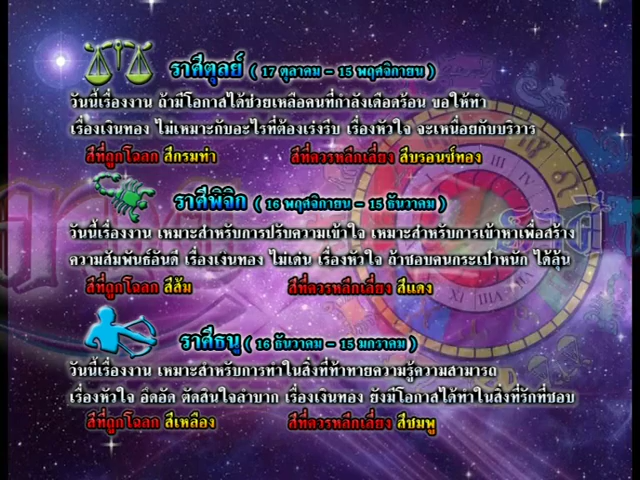 ราศีตุลย์ ( 17 ตุลาคม - 15 พฤศจิกายน )
วันนี้เรื่องงาน ถ้ามีโอกาสได้ช่วยเหลือคนที่กำลังเดือดร้อน ขอให้ทำ
เรื่องเงินทอง ไม่เหมาะกับอะไรที่ต้องเร่งรีบ เรื่องหัวใจ จะเหนื่อยกับบริวาร
สีที่ถูกโฉลก สีกรมท่า สีที่ควรหลีกเลี่ยง สีบรอนซ์ทอง
ราศีพิจิก ( 16 พฤศจิกายน - 15 ธันวาคม )
วันนี้เรื่องงาน เหมาะสำหรับการปรับความเข้าใจ เหมาะสำหรับการเข้าหาเพื่อสร้าง
ความสัมพันธ์อันดี เรื่องเงินทอง ไม่เด่น เรื่องหัวใจ ถ้าชอบคนกระเป๋าหนัก ได้ลุ้น
สีที่ถูกโฉลก สีส้ม สีที่ควรหลีกเลี่ยง สีแดง
ราศีธนู ( 16 ธันวาคม - 15 มกราคม )
วันนี้เรื่องงาน เหมาะสำหรับการทำในสิ่งที่ท้าทายความรู้ความสามารถ
เรื่องหัวใจ อึดอัด ตัดสินใจลำบาก เรื่องเงินทอง ยังมีโอกาสได้ทำในสิ่งที่รักที่ชอบ
สีที่ถูกโฉลก สีเหลือง สีที่ควรหลีกเลี่ยง สีชมพู